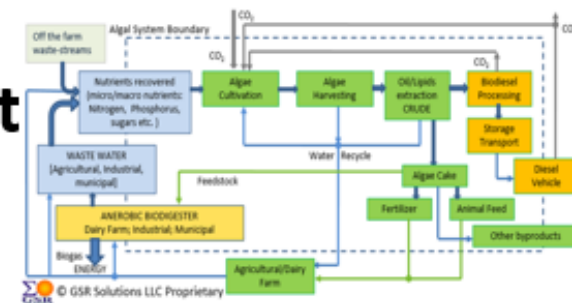 CO₂
Off the farm
waste-streams
Algal System Boundary
CO₂
CO₂
t
Nutrients recovered
(micro/macro nutrients:
Nitrogen, Phosphorus,
sugars etc. )
Algae
Cultivation
Algae
Harvesting
Oil/Lipids
extraction
CRUDE
Biodiesel
Processing
Storage
Transport
WASTE WATER
(Agricultural, Industrial,
municipal)
Water Recycle
Feedstock
Algae Cake
Diesel
Vehicle
ANEROBIC BIODIGESTER
Dairy Farm; Industrial; Municipal
Fertilizer
Animal Feed
Other byproducts
Biogas
ENERGY
Agricultural/Dairy
Farm
© GSR Solutions LLC Proprietary
GSR